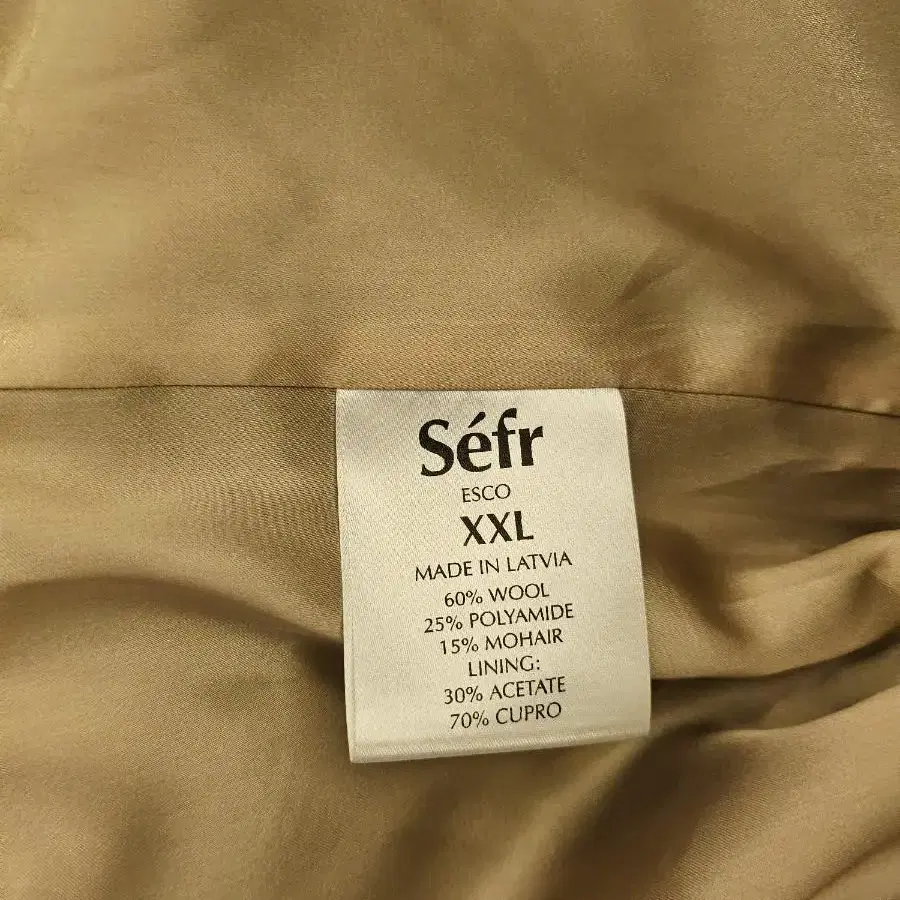 Séfr
ESCO
XXL
MADE IN LATVIA
60% WOOL
25% POLYAMIDE
15% MOHAIR
LINING:
30% ACETATE
70% CUPRO